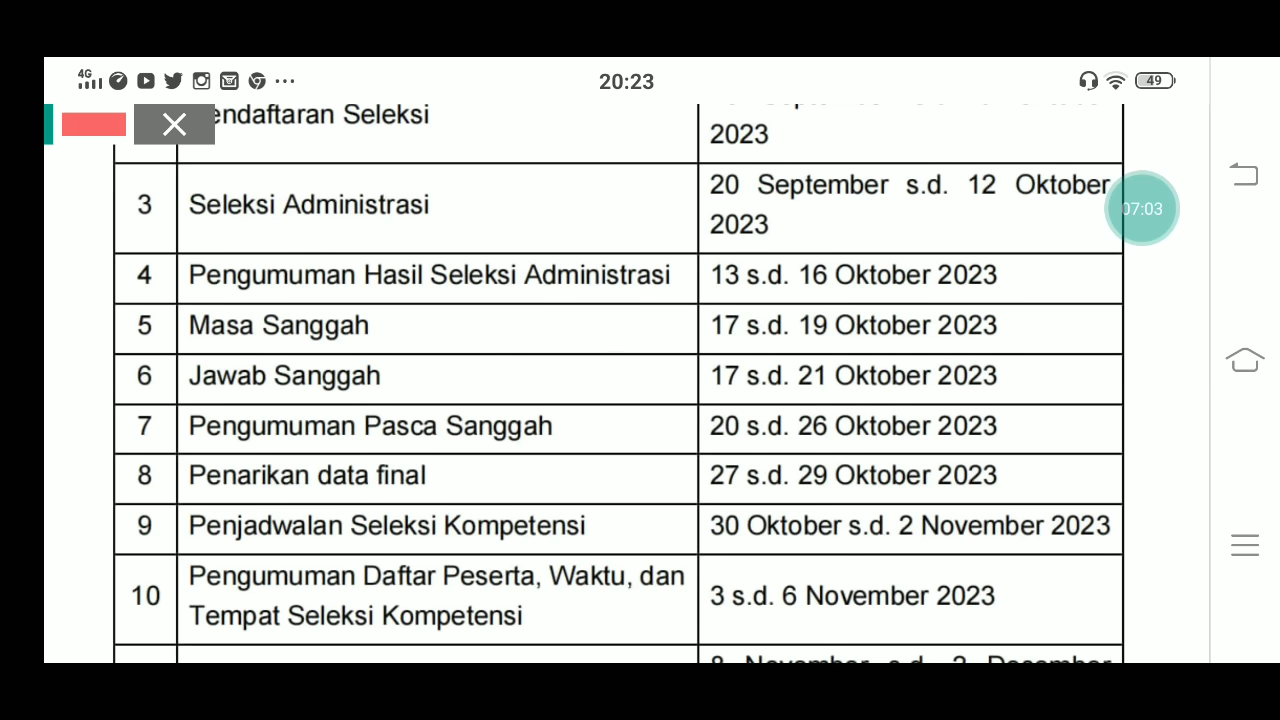 4G
20:23
49
endaftaran Seleksi
2023
3 Seleksi Administrasi 20 September s.d. 12 Oktober
2023
07:03
4 Pengumuman Hasil Seleksi Administrasi 13 s.d. 16 Oktober 2023
5 Masa Sanggah 17 s.d. 19 Oktober 2023
6 Jawab Sanggah 17 s.d. 21 Oktober 2023
7 Pengumuman Pasca Sanggah 20 s.d. 26 Oktober 2023
8 Penarikan data final 27 s.d. 29 Oktober 2023
9 Penjadwalan Seleksi Kompetensi 30 Oktober s.d. 2 November 2023
10 Pengumuman Daftar Peserta, Waktu, dan
Tempat Seleksi Kompetensi 3 s.d. 6 November 2023